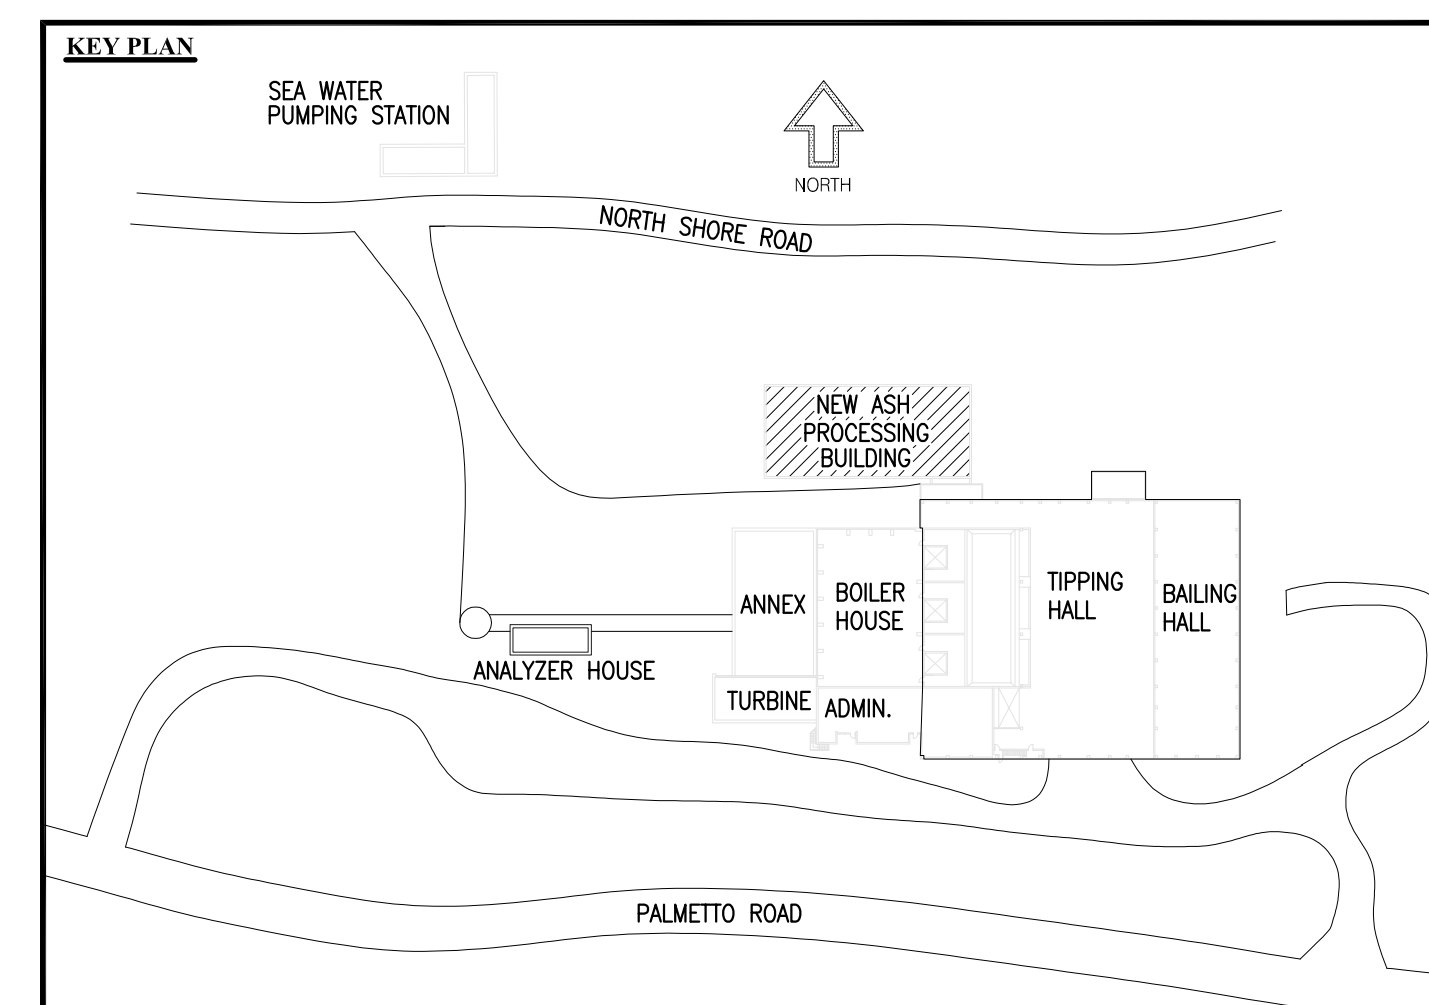 KEY PLAN
SEA WATER
PUMPING STATION
NORTH
NORTH SHORE ROAD
NEW ASH
PROCESSING
BUILDING
ANNEX
BOILER
HOUSE
TIPPING
HALL
BAILING
HALL
ANALYZER HOUSE
TURBINE
ADMIN.
PALMETTO ROAD